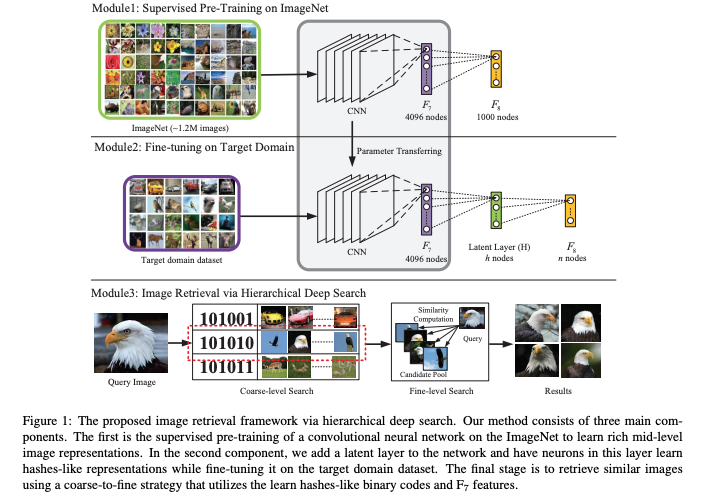 Module1: Supervised Pre-Training on ImageNet
ImageNet (~1.2M images)
CNN
F7
4096 nodes
F8
1000 nodes
Module2: Fine-tuning on Target Domain
Parameter Transferring
Target domain dataset
CNN
F7
4096 nodes
Latent Layer (H)
h nodes
F8
n nodes
Module3: Image Retrieval via Hierarchical Deep Search
Query Image
101001
101010
101011
Coarse-level Search
Similarity
Computation
Query
Candidate Pool
Fine-level Search
Results
Figure 1: The proposed image retrieval framework via hierarchical deep search. Our method consists of three main com-
ponents. The first is the supervised pre-training of a convolutional neural network on the ImageNet to learn rich mid-level
image representations. In the second component, we add a latent layer to the network and have neurons in this layer learn
hashes-like representations while fine-tuning it on the target domain dataset. The final stage is to retrieve similar images
using a coarse-to-fine strategy that utilizes the learn hashes-like binary codes and F7 features.